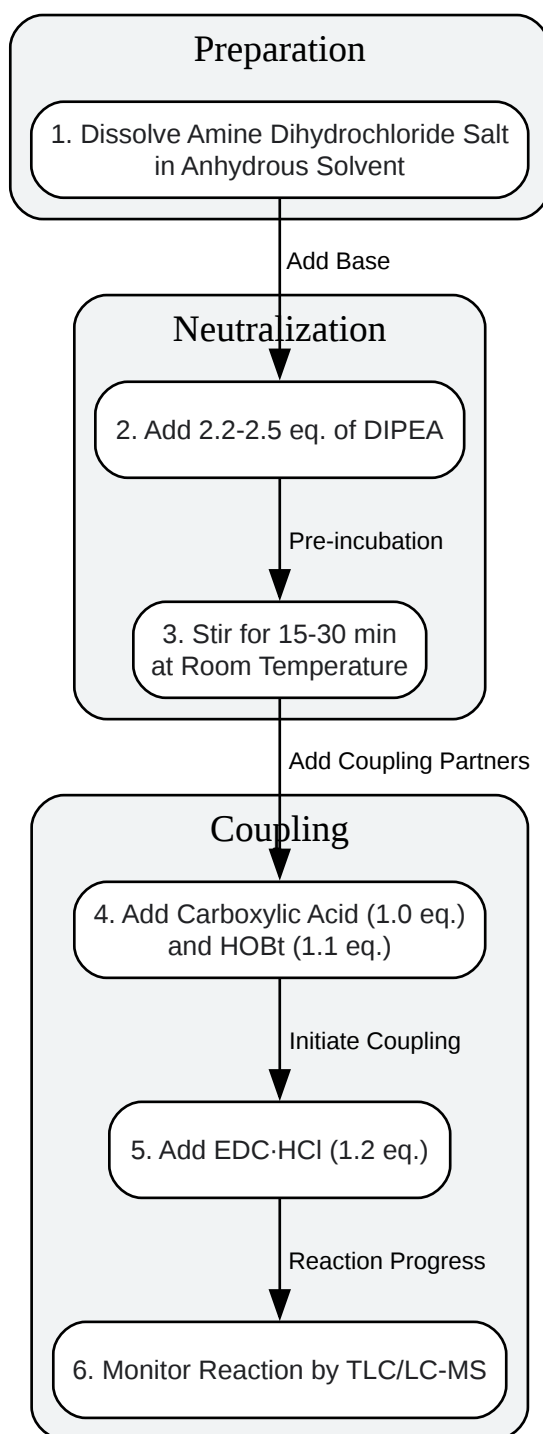 Preparation
1. Dissolve Amine Dihydrochloride Salt
in Anhydrous Solvent
Add Base
Neutralization
2. Add 2.2-2.5 eq. of DIPEA
Pre-incubation
3. Stir for 15-30 min
at Room Temperature
Add Coupling Partners
Coupling
4. Add Carboxylic Acid (1.0 eq.)
and HOBt (1.1 eq.)
Initiate Coupling
5. Add EDC·HCl (1.2 eq.)
Reaction Progress
6. Monitor Reaction by TLC/LC-MS